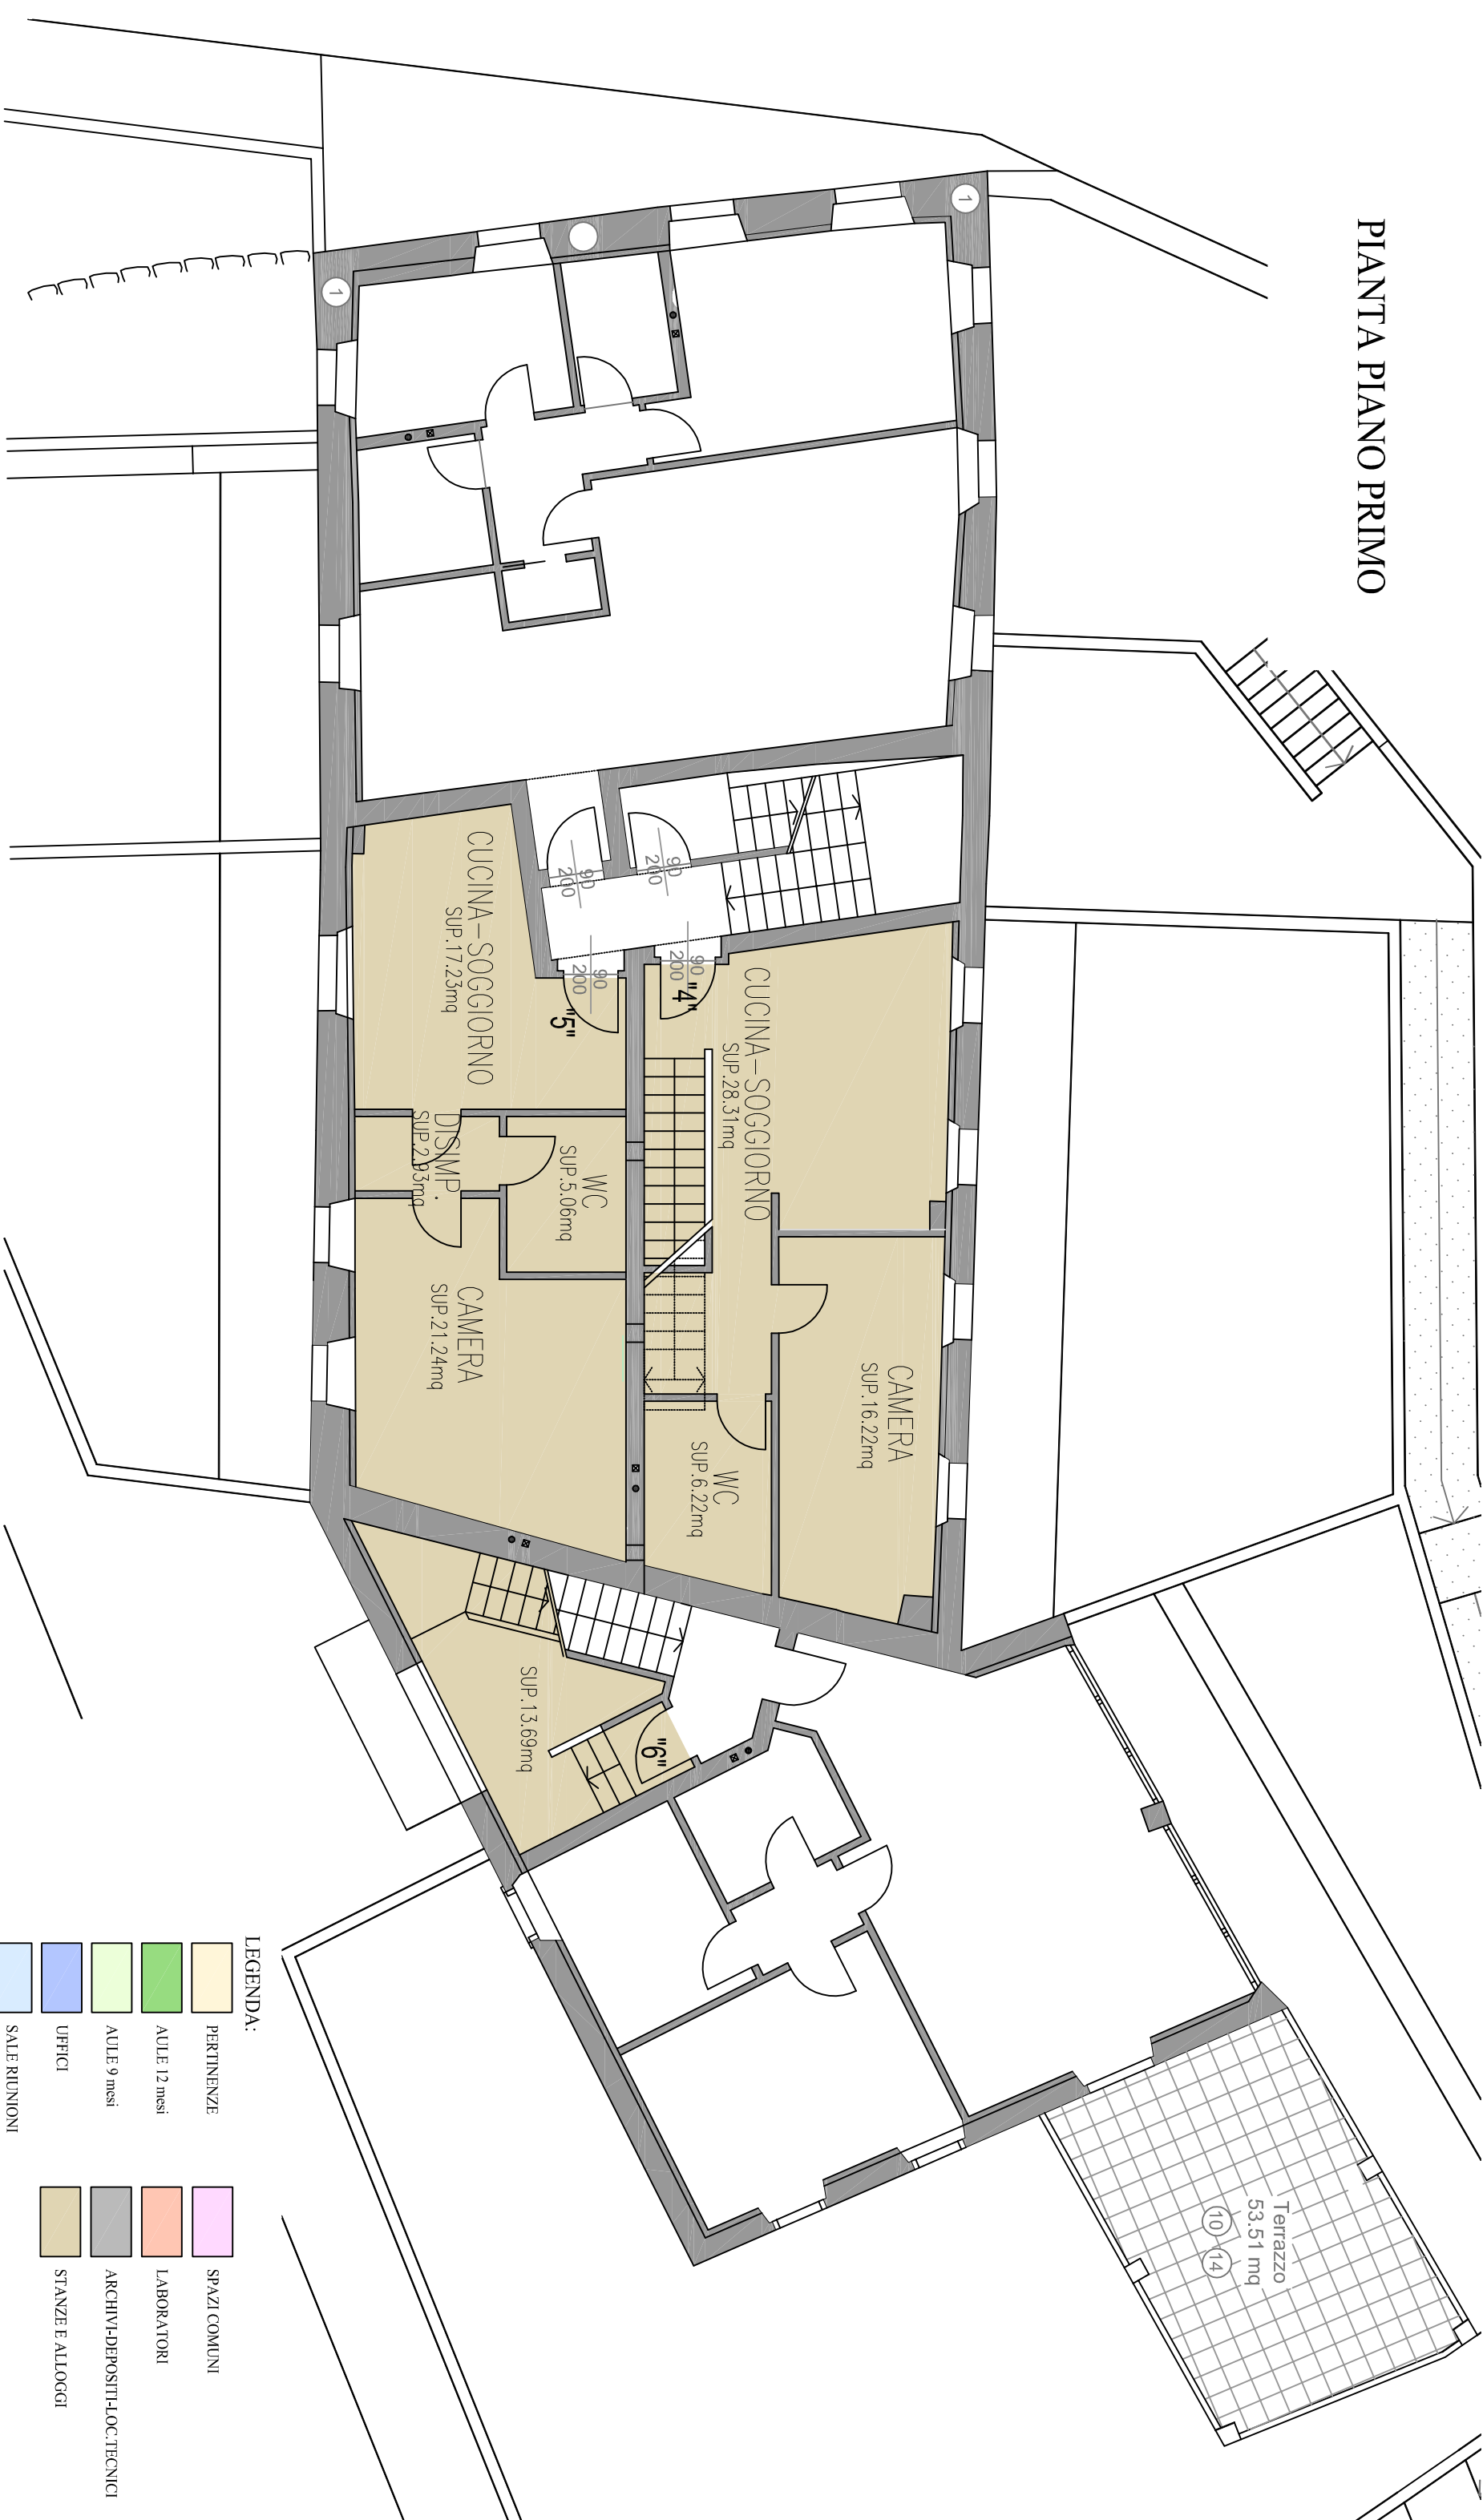 PIANTA PIANO PRIMO
1
1
90
200
90
200
90
200
90
200
CUCINA-SOGGIORNO
SUP.28.31mq
"4"
CUCINA-SOGGIORNO
SUP.17.23mq
"5"
DISIMP.
SUP.2.93mq
WC
SUP.5.06mq
CAMERA
SUP.21.24mq
CAMERA
SUP.16.22mq
WC
SUP.6.22mq
SUP.13.69mq
"6"
Terrazzo
53.51 mq
10
14
LEGENDA:
PERTINENZE
AULE 12 mesi
AULE 9 mesi
UFFICI
SALE RIUNIONI
SPAZI COMUNI
LABORATORI
ARCHIVI-DEPOSITI-LOC.TECNICI
STANZE E ALLOGGI